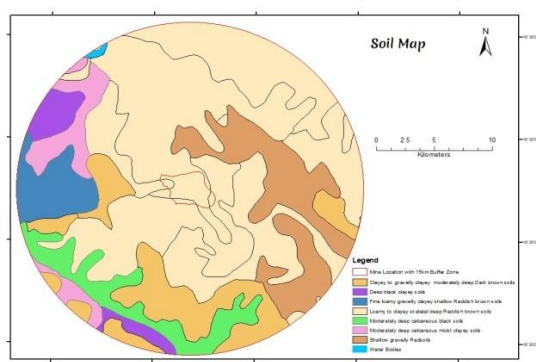 Soil Map
N
0 2.5 5 10
Kilometers
Legend
Mine Location with 15km Buffer Zone
Clayey to gravelly clayey moderately deep Dark brown soils
Deep black clayey soils
Fine loamy gravelly clayey shallow Reddish brown soils
Loamy to clayey skeletal deep Reddish brown soils
Moderately deep calcareous black soils
Moderately deep calcareous moist clayey soils
Shallow gravelly Redsoils
Water Bodies